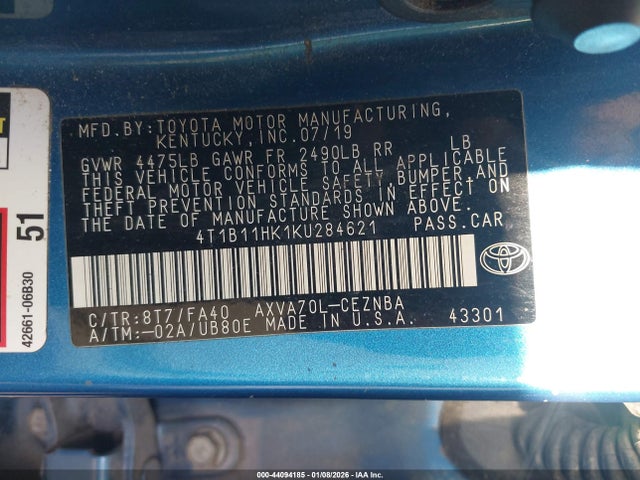 MFD.BY:TOYOTA MOTOR MANUFACTURING,
KENTUCKY, INC.07/19
GVWR 4475LB GAWR FR 2490LB RR LB
THIS VEHICLE CONFORMS TO ALL APPLICABLE
FEDERAL MOTOR VEHICLE SAFETY, BUMPER,AND
THEFT PREVENTION STANDARDS IN EFFECT ON
THE DATE OF MANUFACTURE SHOWN ABOVE.
4T1B11HK1KU284621 PASS.CAR
C/TR:8T7/FA40 AXVA70L-CEZNBA
A/TM:-02A/UB80E MADE IN U.S.A. 43301
51
42661-06B30
000-44094185 | 01/08/2026 - IAA Inc.